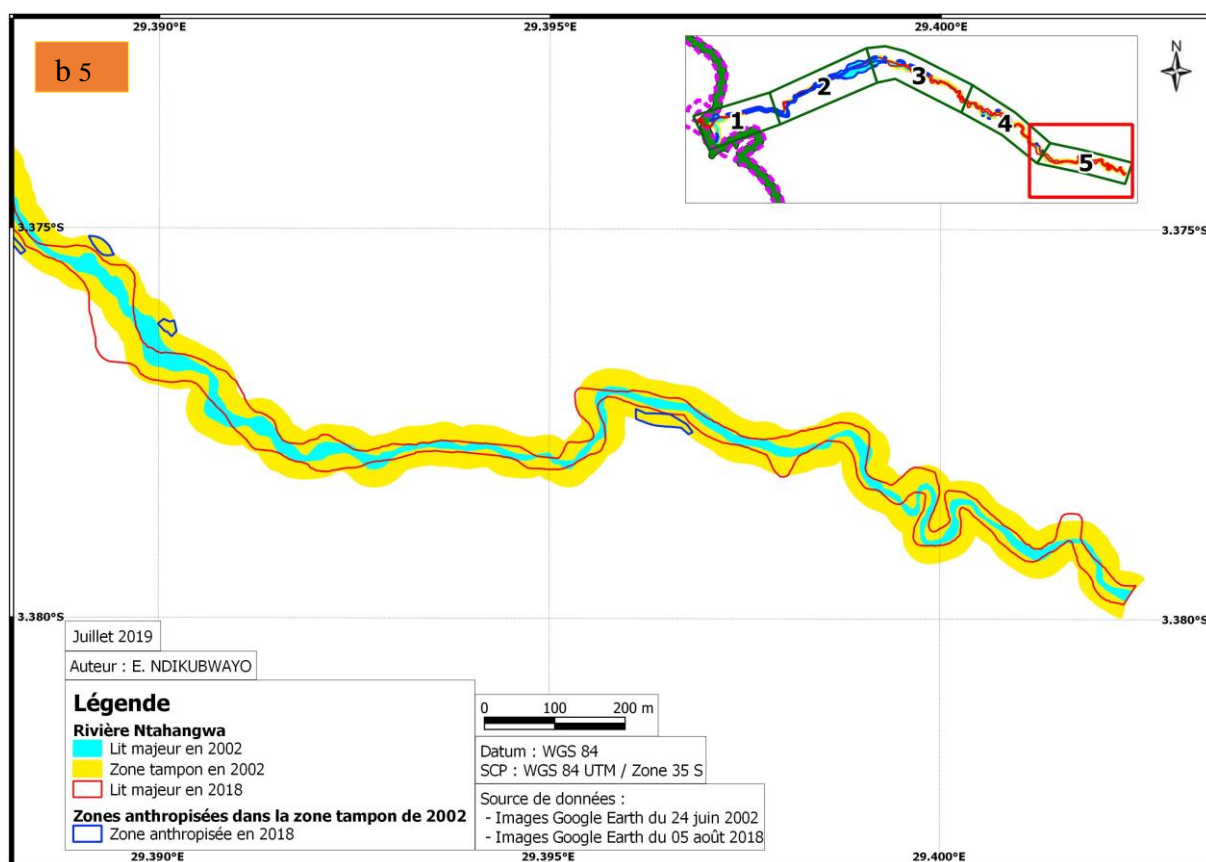 29.390°E 29.395°E 29.400°E
b 5
N
1 2 3 4 5
3.375°S 3.375°S
3.380°S 3.380°S
Juillet 2019
Auteur : E. NDIKUBWAYO
Légende
Rivière Ntahangwa
Lit majeur en 2002
Zone tampon en 2002
Lit majeur en 2018
Zones anthropisées dans la zone tampon de 2002
Zone anthropisée en 2018
0 100 200 m
Datum : WGS 84
SCP : WGS 84 UTM / Zone 35 S
Source de données :
- Images Google Earth du 24 juin 2002
- Images Google Earth du 05 août 2018
29.390°E 29.395°E 29.400°E